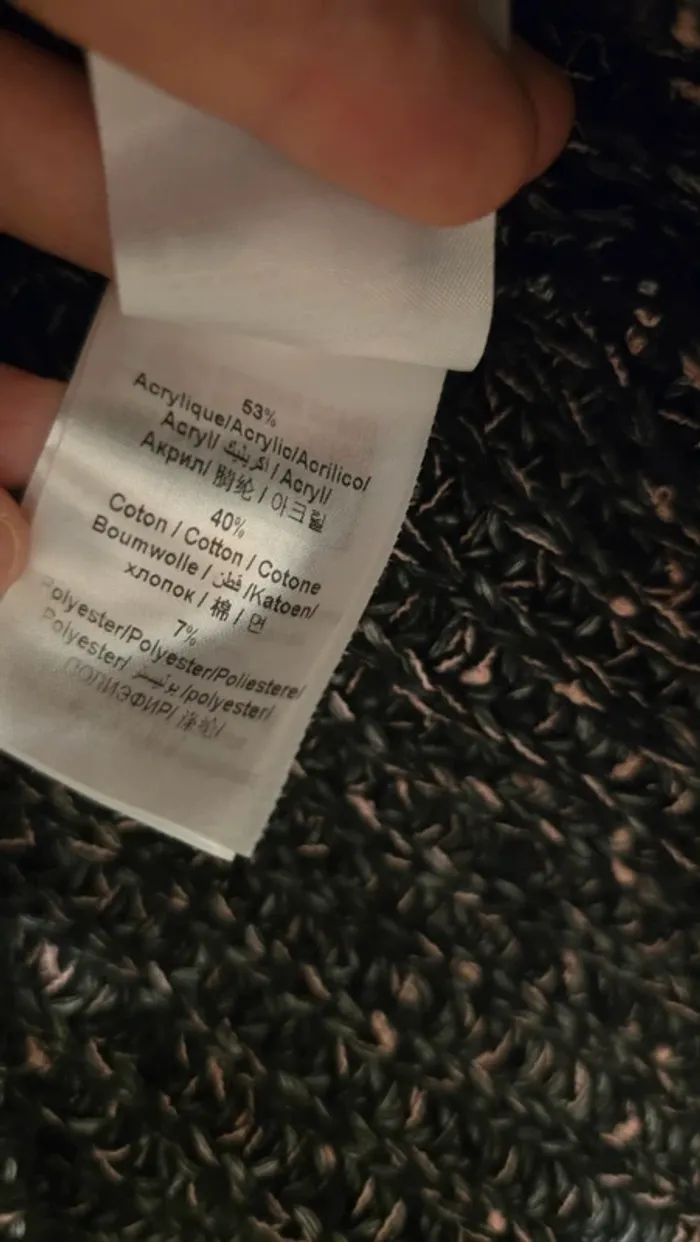 53%
Acrylique/Acrylic/Acrilico/
Acryl/ اكريليك / Acryl/
Акрил/ 腈纶 / 아크릴
40%
Coton / Cotton / Cotone
Boumwolle / قطن /Katoen/
хлопок / 棉 / 면
7%
Polyester/Polyester/Poliestere/
Polyester/ بوليستر /polyester/
ПОЛИЭФИР/ 涤纶/